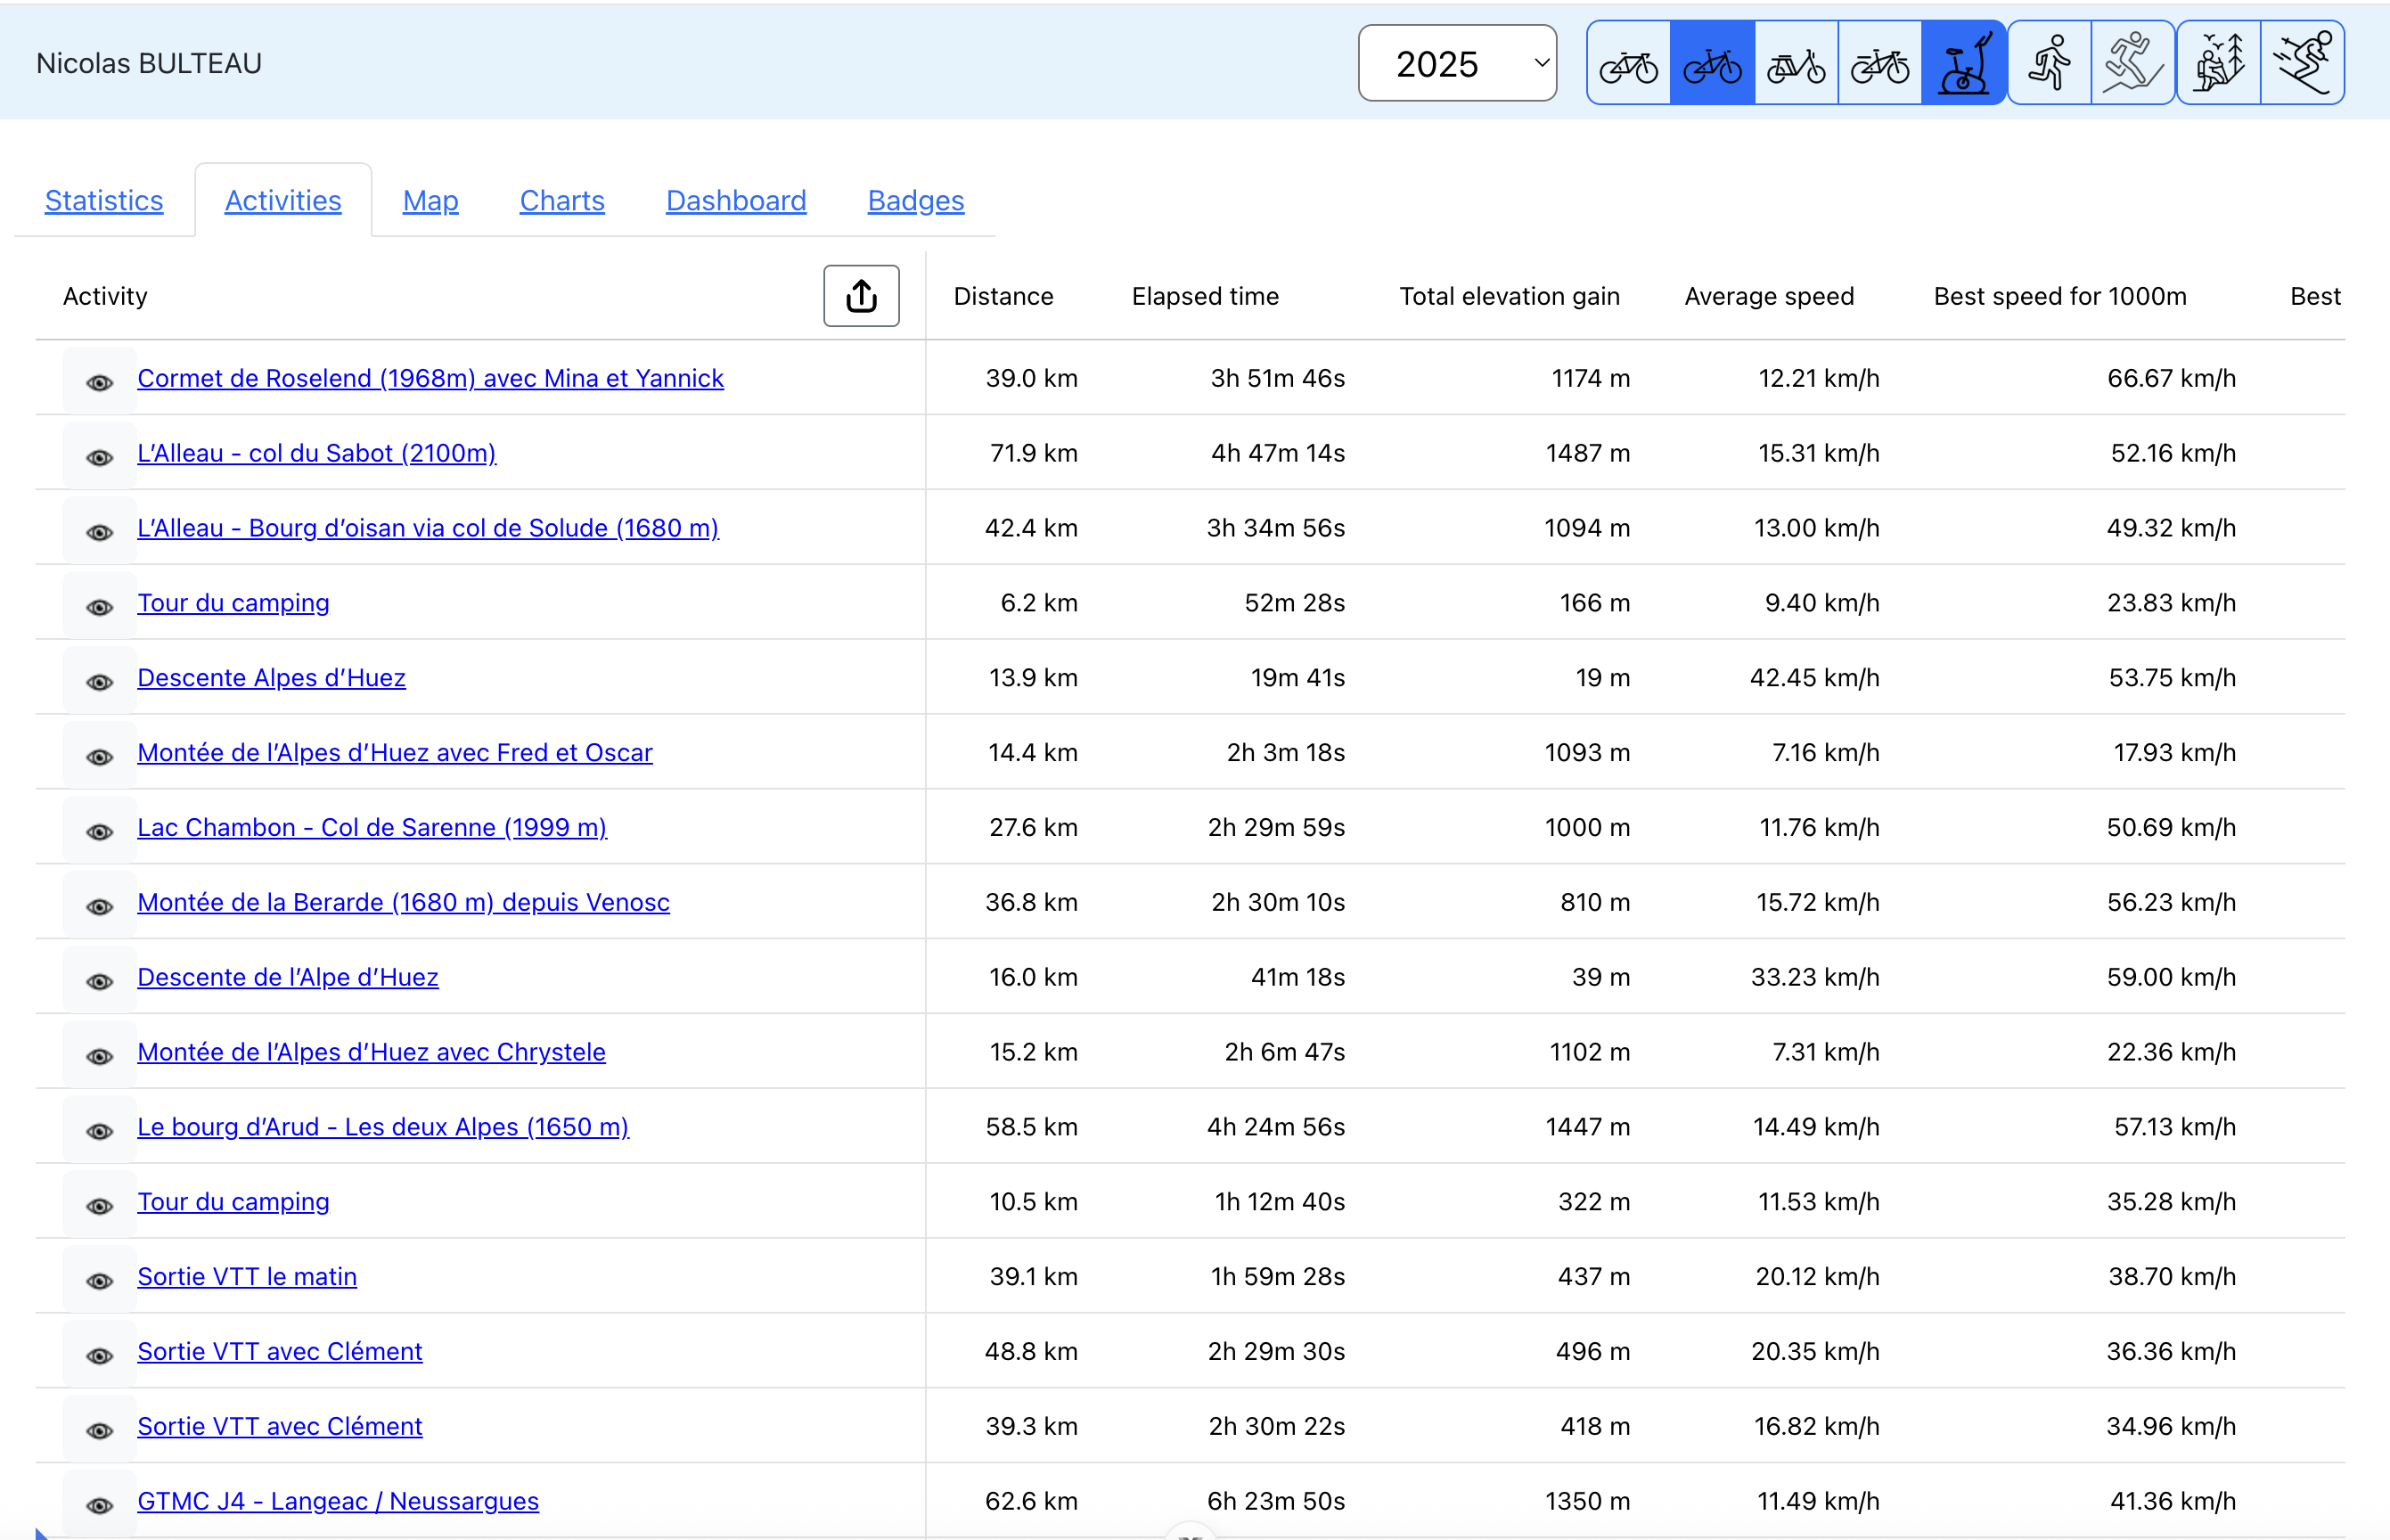 Nicolas BULTEAU 2025
Statistics Activities Map Charts Dashboard Badges
Activity Distance Elapsed time Total elevation gain Average speed Best speed for 1000m Best
Cormet de Roselend (1968m) avec Mina et Yannick 39.0 km 3h 51m 46s 1174 m 12.21 km/h 66.67 km/h
L’Alleau - col du Sabot (2100m) 71.9 km 4h 47m 14s 1487 m 15.31 km/h 52.16 km/h
L’Alleau - Bourg d’oisan via col de Solude (1680 m) 42.4 km 3h 34m 56s 1094 m 13.00 km/h 49.32 km/h
Tour du camping 6.2 km 52m 28s 166 m 9.40 km/h 23.83 km/h
Descente Alpes d’Huez 13.9 km 19m 41s 19 m 42.45 km/h 53.75 km/h
Montée de l’Alpes d’Huez avec Fred et Oscar 14.4 km 2h 3m 18s 1093 m 7.16 km/h 17.93 km/h
Lac Chambon - Col de Sarenne (1999 m) 27.6 km 2h 29m 59s 1000 m 11.76 km/h 50.69 km/h
Montée de la Berarde (1680 m) depuis Venosc 36.8 km 2h 30m 10s 810 m 15.72 km/h 56.23 km/h
Descente de l’Alpe d’Huez 16.0 km 41m 18s 39 m 33.23 km/h 59.00 km/h
Montée de l’Alpes d’Huez avec Chrystele 15.2 km 2h 6m 47s 1102 m 7.31 km/h 22.36 km/h
Le bourg d’Arud - Les deux Alpes (1650 m) 58.5 km 4h 24m 56s 1447 m 14.49 km/h 57.13 km/h
Tour du camping 10.5 km 1h 12m 40s 322 m 11.53 km/h 35.28 km/h
Sortie VTT le matin 39.1 km 1h 59m 28s 437 m 20.12 km/h 38.70 km/h
Sortie VTT avec Clément 48.8 km 2h 29m 30s 496 m 20.35 km/h 36.36 km/h
Sortie VTT avec Clément 39.3 km 2h 30m 22s 418 m 16.82 km/h 34.96 km/h
GTMC J4 - Langeac / Neussargues 62.6 km 6h 23m 50s 1350 m 11.49 km/h 41.36 km/h